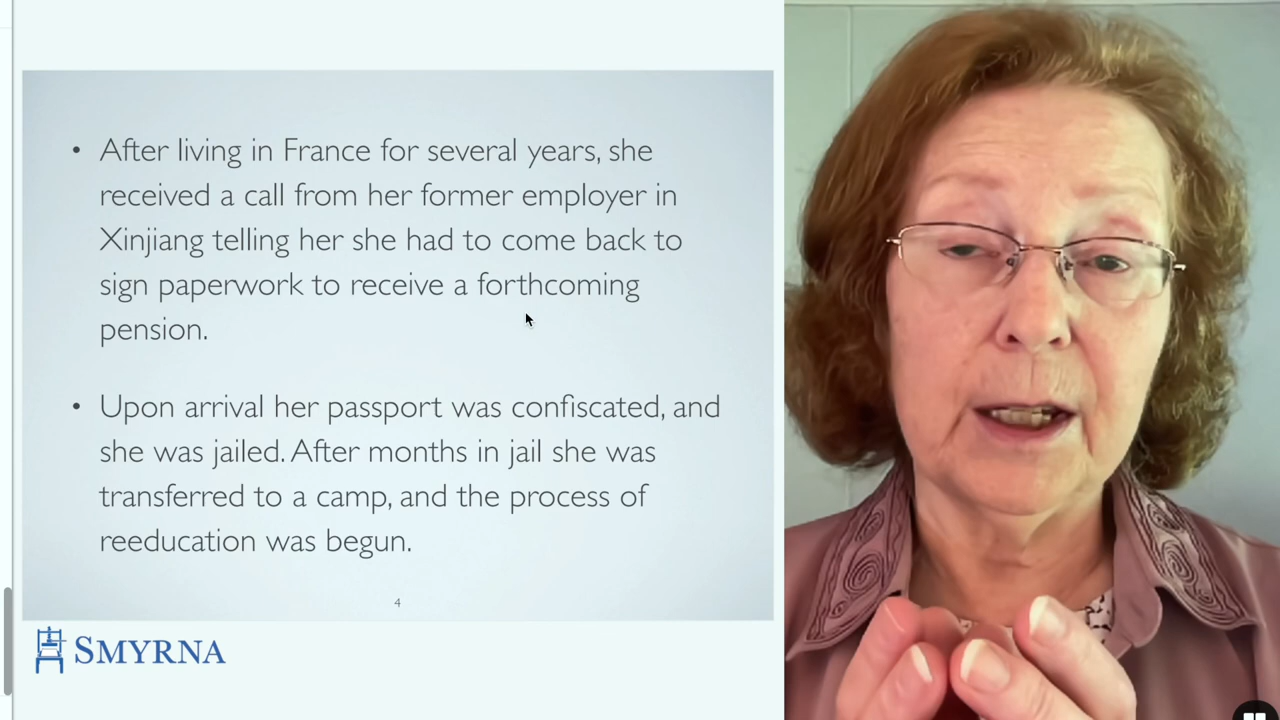 • After living in France for several years, she
received a call from her former employer in
Xinjiang telling her she had to come back to
sign paperwork to receive a forthcoming
pension.
• Upon arrival her passport was confiscated, and
she was jailed. After months in jail she was
transferred to a camp, and the process of
reeducation was begun.
4
SMYRNA